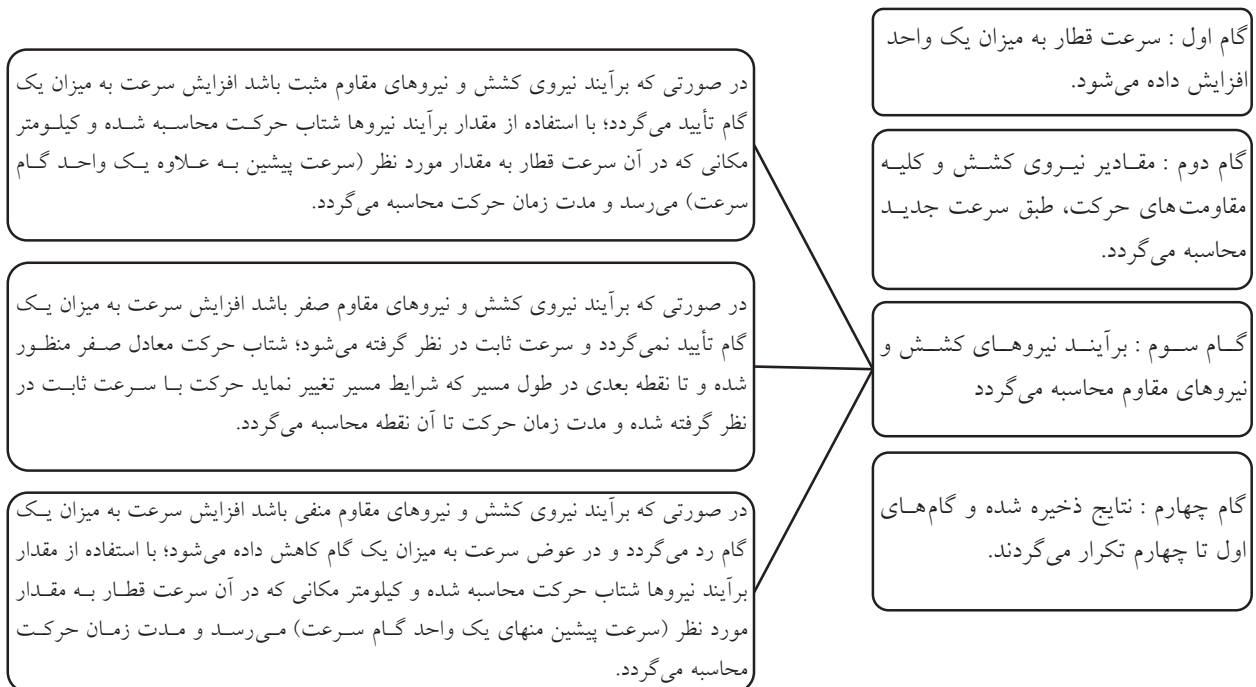 گام اول : سرعت قطار به میزان یک واحد
افزایش داده می‌شود.
گام دوم : مقادیر نیروی کشش و کلیه
مقاومت‌های حرکت، طبق سرعت جدید
محاسبه می‌گردد.
گام سوم : برآیند نیروهای کشش و
نیروهای مقاوم محاسبه می‌گردد
در صورتی که برآیند نیروی کشش و نیروهای مقاوم مثبت باشد افزایش سرعت به میزان یک
گام تأیید می‌گردد؛ با استفاده از مقدار برآیند نیروها شتاب حرکت محاسبه شده و کیلومتر
مکانی که در آن سرعت قطار به مقدار مورد نظر (سرعت پیشین به علاوه یک واحد گام
سرعت) می‌رسد و مدت زمان حرکت محاسبه می‌گردد.
در صورتی که برآیند نیروی کشش و نیروهای مقاوم صفر باشد افزایش سرعت به میزان یک
گام تأیید نمی‌گردد و سرعت ثابت در نظر گرفته می‌شود؛ شتاب حرکت معادل صفر منظور
شده و تا نقطه بعدی در طول مسیر که شرایط مسیر تغییر نماید حرکت با سرعت ثابت در
نظر گرفته شده و مدت زمان حرکت تا آن نقطه محاسبه می‌گردد.
در صورتی که برآیند نیروی کشش و نیروهای مقاوم منفی باشد افزایش سرعت به میزان یک
گام رد می‌گردد و در عوض سرعت به میزان یک گام کاهش داده می‌شود؛ با استفاده از مقدار
برآیند نیروها شتاب حرکت محاسبه شده و کیلومتر مکانی که در آن سرعت قطار به مقدار
مورد نظر (سرعت پیشین منهای یک واحد گام سرعت) می‌رسد و مدت زمان حرکت
محاسبه می‌گردد.
گام چهارم : نتایج ذخیره شده و گام‌های
اول تا چهارم تکرار می‌گردند.